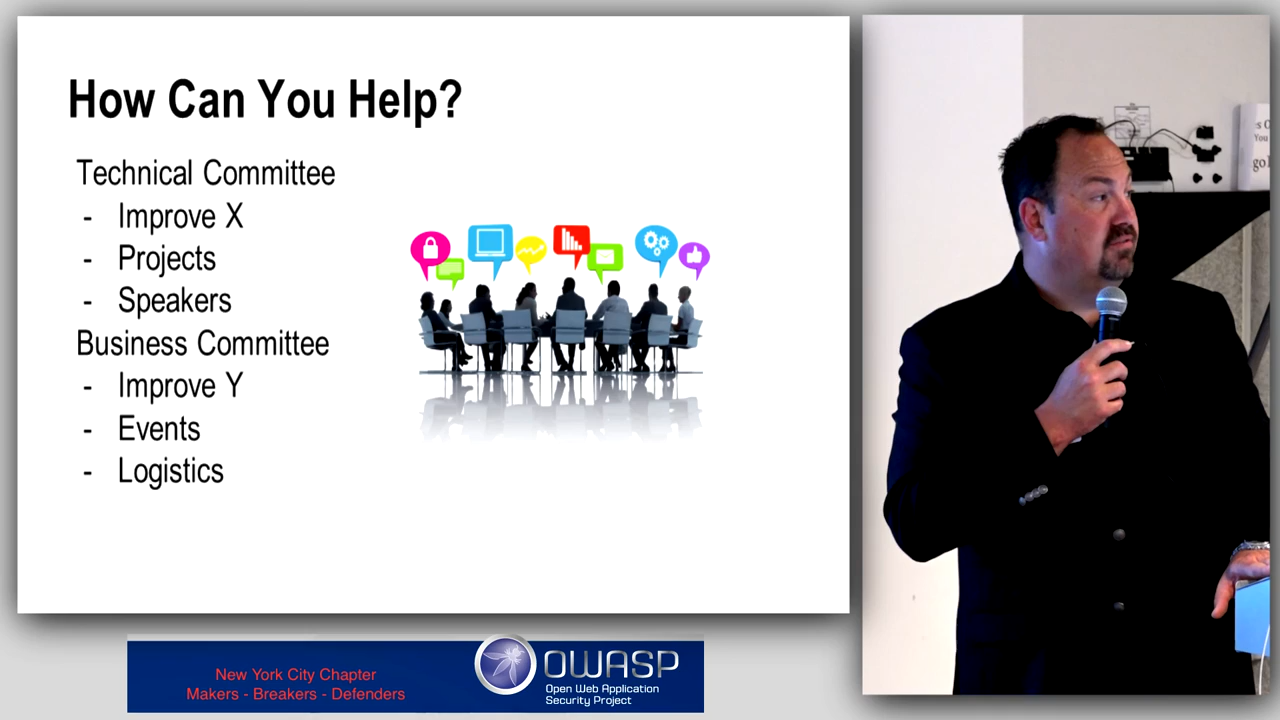 How Can You Help?
Technical Committee
- Improve X
- Projects
- Speakers
Business Committee
- Improve Y
- Events
- Logistics
New York City Chapter
Makers - Breakers - Defenders
OWASP
Open Web Application
Security Project
You